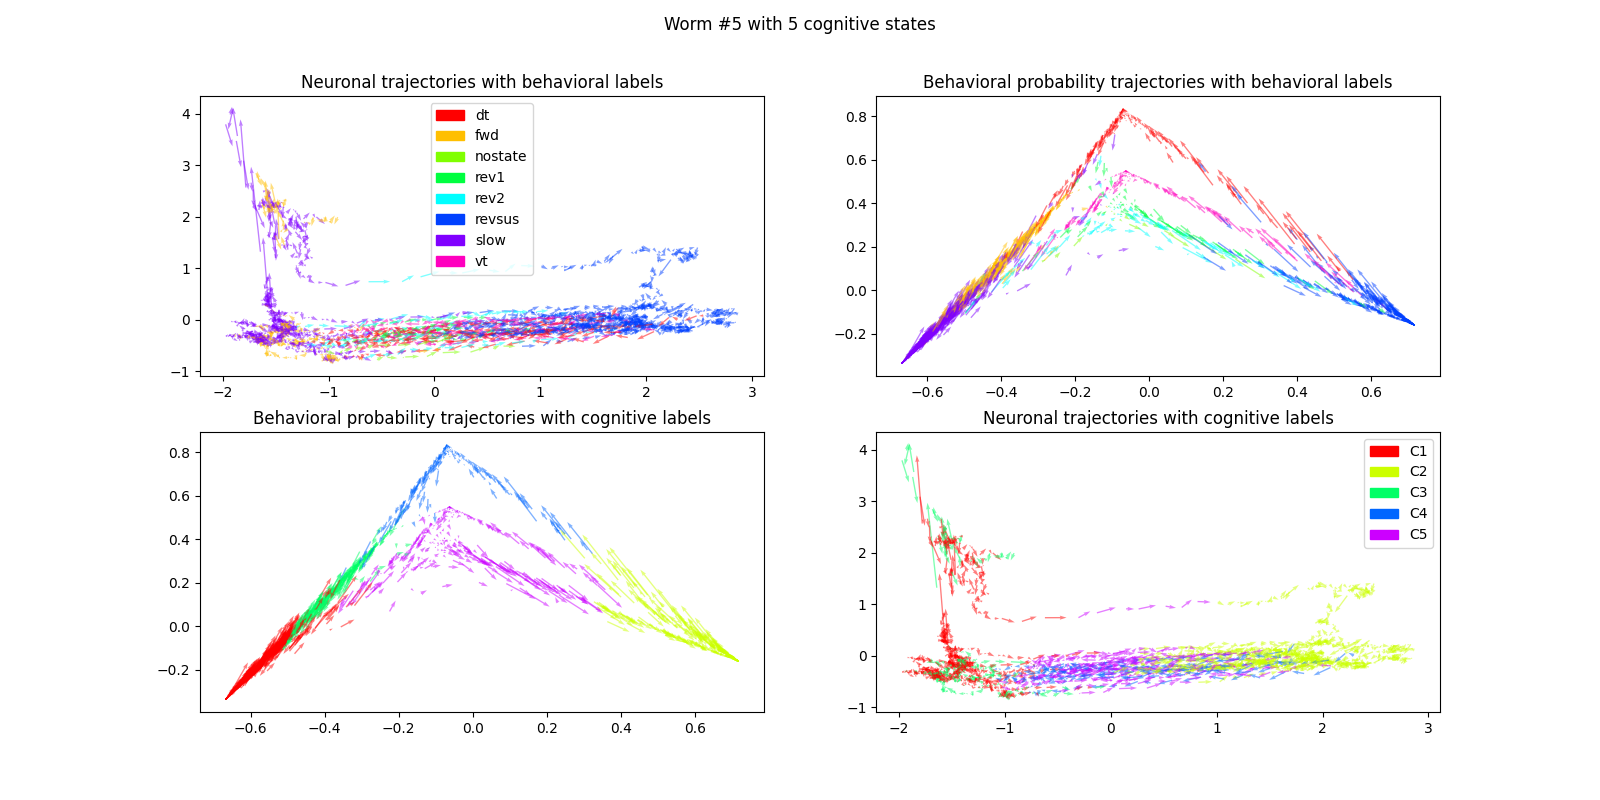 Worm #5 with 5 cognitive states
Neuronal trajectories with behavioral labels
4
3
2
1
0
−1
−2
−1
0
1
2
3
dt
fwd
nostate
rev1
rev2
revsus
slow
vt
Behavioral probability trajectories with behavioral labels
0.8
0.6
0.4
0.2
0.0
−0.2
−0.6
−0.4
−0.2
0.0
0.2
0.4
0.6
Behavioral probability trajectories with cognitive labels
0.8
0.6
0.4
0.2
0.0
−0.2
−0.6
−0.4
−0.2
0.0
0.2
0.4
0.6
Neuronal trajectories with cognitive labels
4
3
2
1
0
−1
−2
−1
0
1
2
3
C1
C2
C3
C4
C5